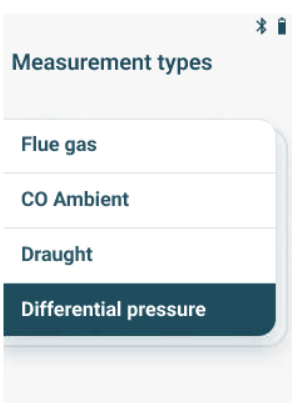 Measurement types
Flue gas
CO Ambient
Draught
Differential pressure